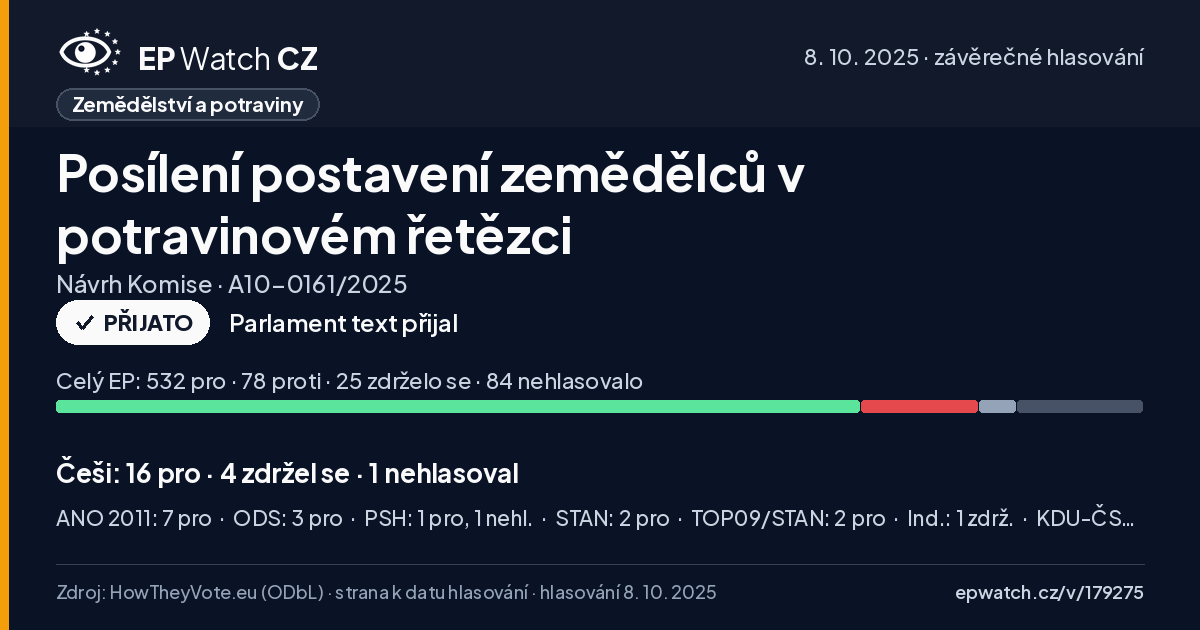 EP Watch CZ
8. 10. 2025 · závěrečné hlasování
Zemědělství a potraviny
Posílení postavení zemědělců v
potravinovém řetězci
Návrh Komise · A10-0161/2025
✓ PŘIJATO Parlament text přijal
Celý EP: 532 pro · 78 proti · 25 zdrželo se · 84 nehlasovalo
Češi: 16 pro · 4 zdržel se · 1 nehlasoval
ANO 2011: 7 pro · ODS: 3 pro · PSH: 1 pro, 1 nehl. · STAN: 2 pro · TOP09/STAN: 2 pro · Ind.: 1 zdrž. · KDU-ČS…
Zdroj: HowTheyVote.eu (ODbL) · strana k datu hlasování · hlasování 8. 10. 2025
epwatch.cz/v/179275